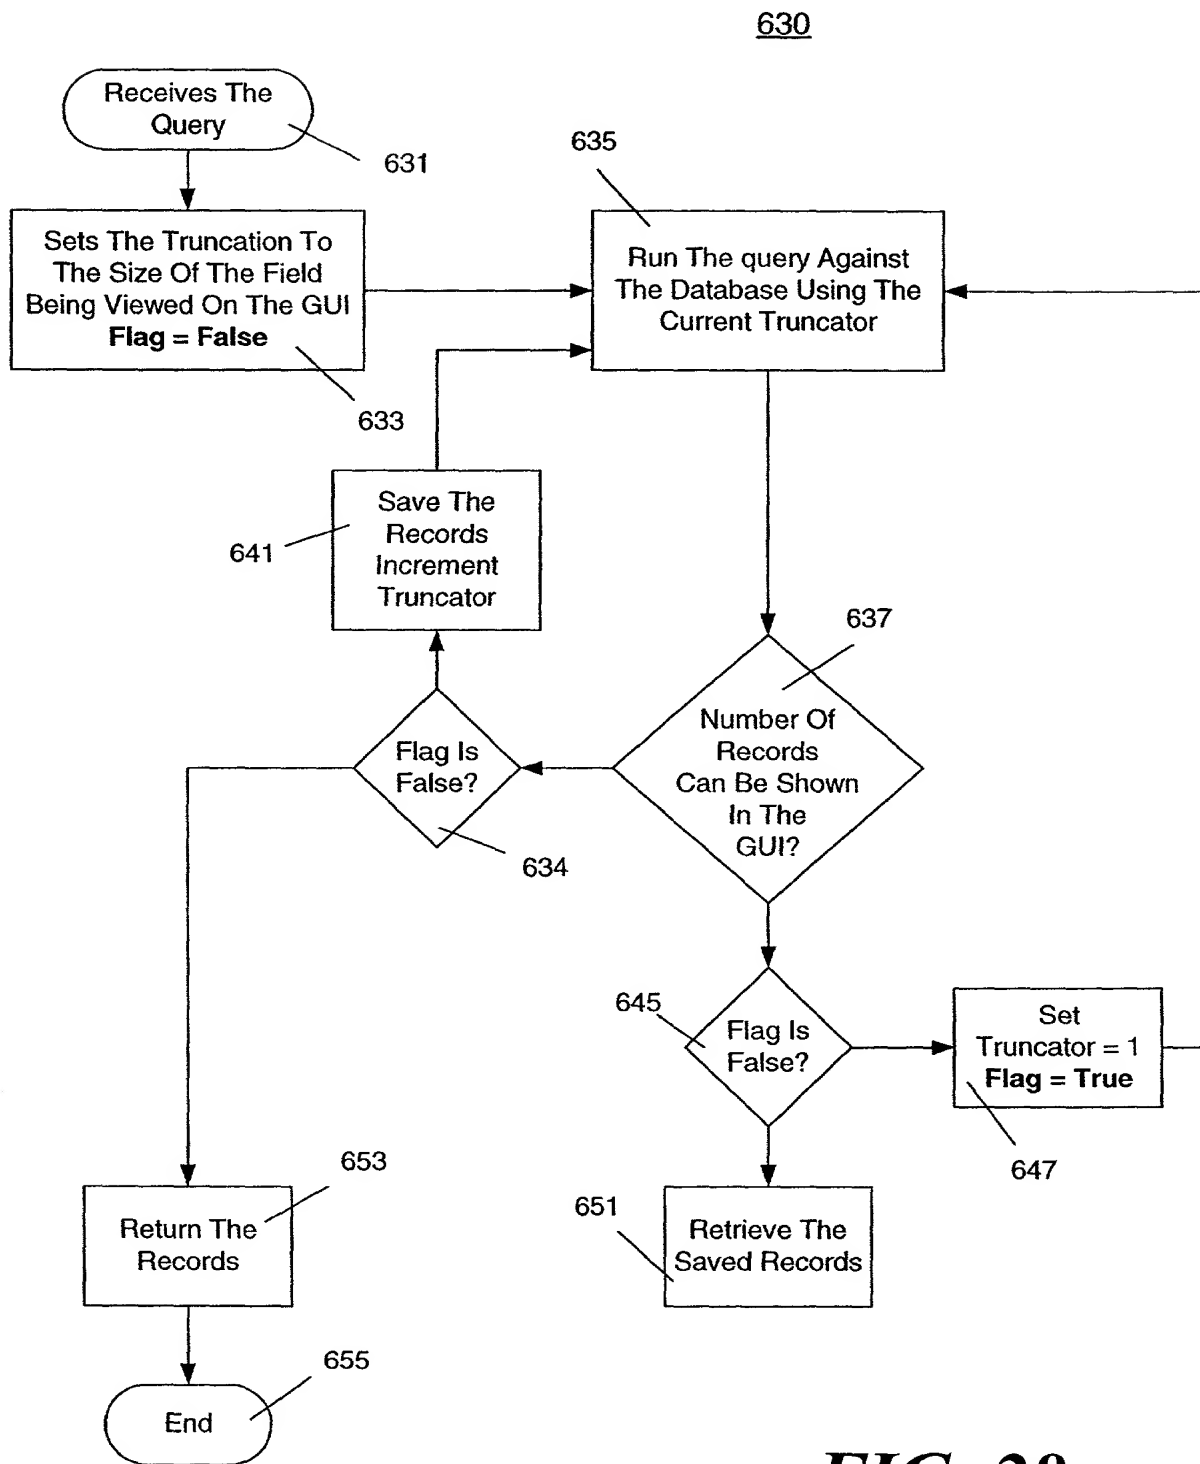 630
Receives The
Query
631
Sets The Truncation To
The Size Of The Field
Being Viewed On The GUI
Flag = False
633
635
Run The query Against
The Database Using The
Current Truncator
Save The
Records
Increment
Truncator
641
637
Number Of
Records
Can Be Shown
In The
GUI?
Flag Is
False?
634
645
Flag Is
False?
Set
Truncator = 1
Flag = True
647
653
Return The
Records
651
Retrieve The
Saved Records
655
End